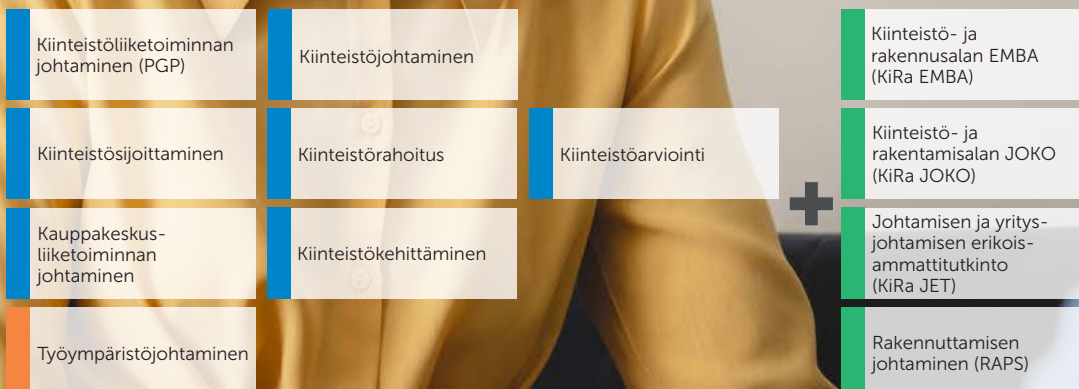 Kiinteistöliiketoiminnan
johtaminen (PGP)
Kiinteistöjohtaminen
Kiinteistö- ja
rakennusalan EMBA
(KiRa EMBA)
Kiinteistösijoittaminen
Kiinteistörahoitus
Kiinteistöarviointi
Kiinteistö- ja
rakentamisalan JOKO
(KiRa JOKO)
Kauppakeskus-
liiketoiminnan
johtaminen
Kiinteistökehittäminen
Johtamisen ja yritys-
johtamisen erikois-
ammattitutkinto
(KiRa JET)
Työympäristöjohtaminen
Rakennuttamisen
johtaminen (RAPS)